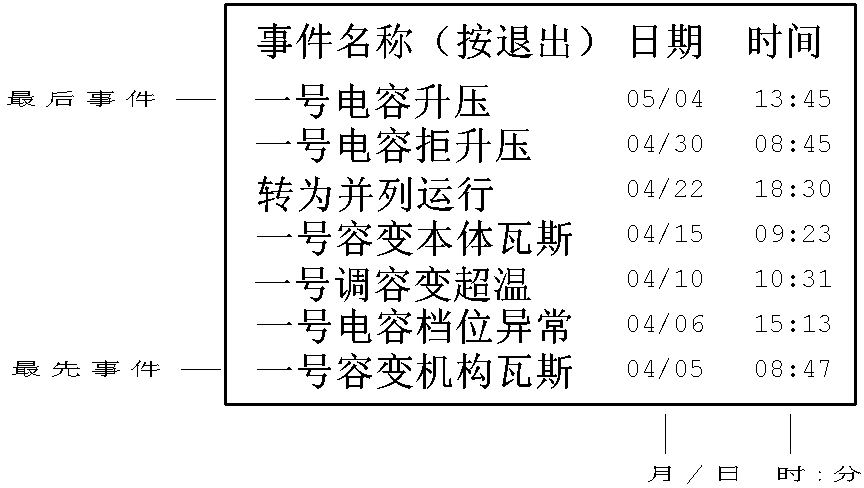 事件名称（按退出） 日期 时间
最后事件 一号电容升压 05/04 13:45
一号电容拒升压 04/30 08:45
转为并列运行 04/22 18:30
一号容变本体瓦斯 04/15 09:23
一号调容变超温 04/10 10:31
一号电容档位异常 04/06 15:13
最先事件 一号容变机构瓦斯 04/05 08:47
月/日 时:分